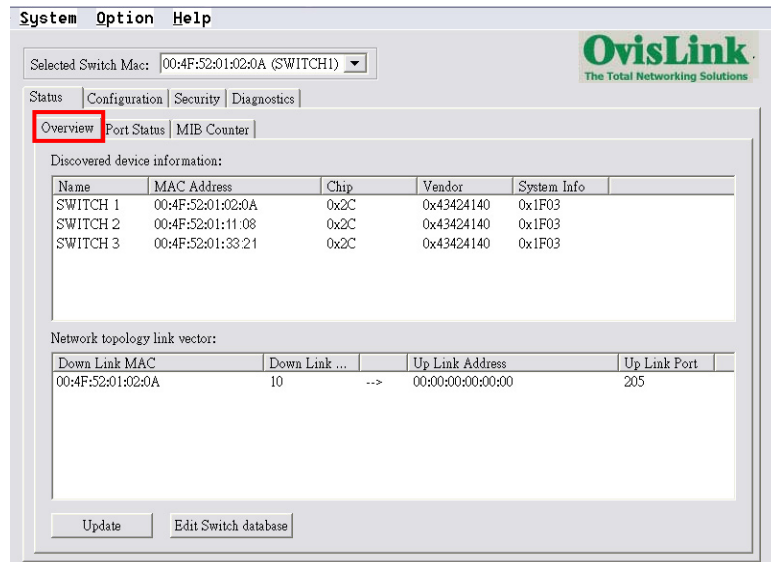 System Option Help
Selected Switch Mac: 00:4F:52:01:02:0A (SWITCH1)
OvisLink
The Total Networking Solutions
Status Configuration Security Diagnostics
Overview Port Status MIB Counter
Discovered device information:
Name MAC Address Chip Vendor System Info
SWITCH 1 00:4F:52:01:02:0A 0x2C 0x43424140 0x1F03
SWITCH 2 00:4F:52:01:11:08 0x2C 0x43424140 0x1F03
SWITCH 3 00:4F:52:01:33:21 0x2C 0x43424140 0x1F03
Network topology link vector:
Down Link MAC Down Link ... Up Link Address Up Link Port
00:4F:52:01:02:0A 10 --> 00:00:00:00:00:00 205
Update Edit Switch database